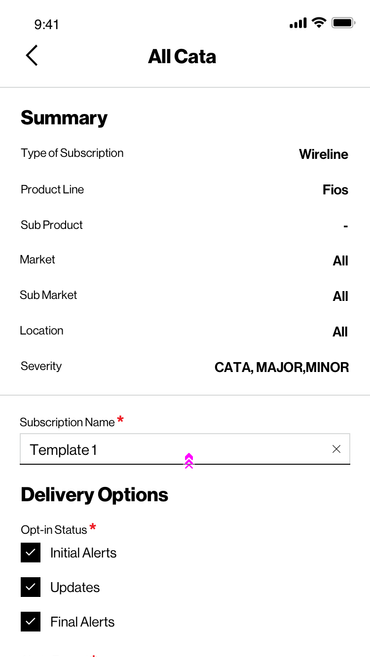 9:41
All Cata
Summary
Type of Subscription Wireline
Product Line Fios
Sub Product -
Market All
Sub Market All
Location All
Severity CATA, MAJOR,MINOR
Subscription Name *
Template 1
Delivery Options
Opt-in Status *
Initial Alerts
Updates
Final Alerts